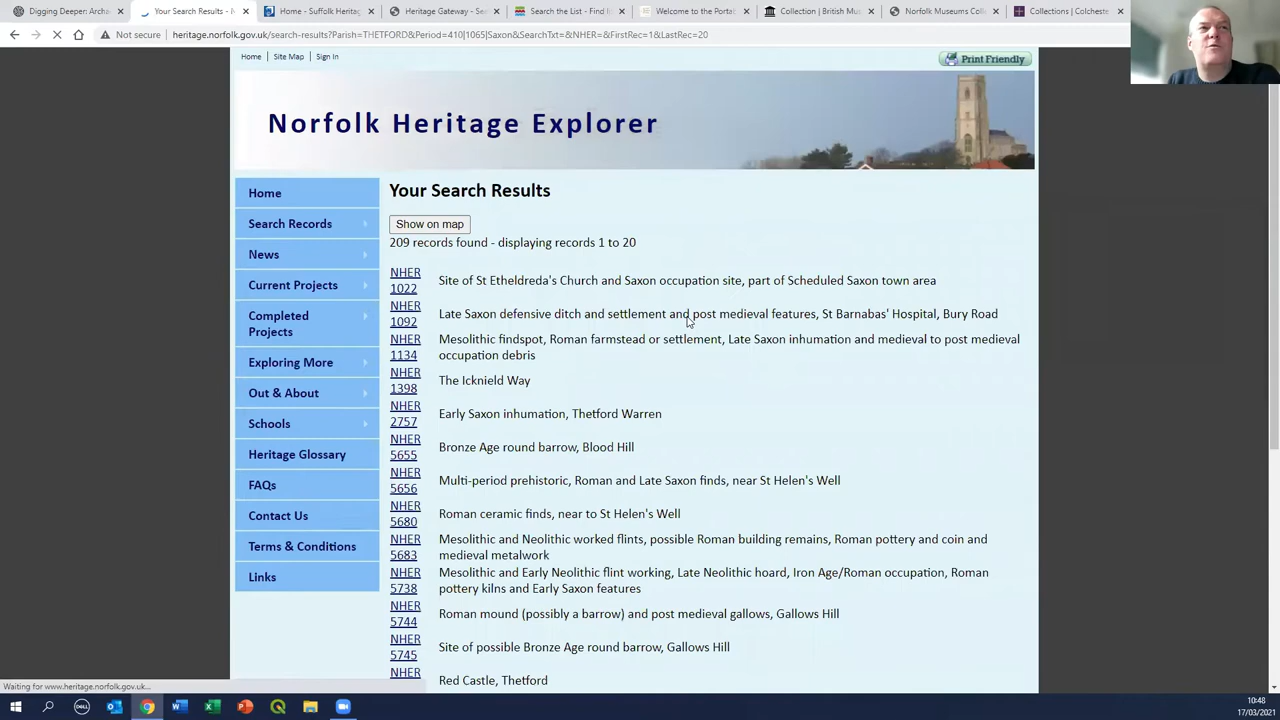 Digging Deeper: Archa
Your Search Results - N
Home - Suffolk Heritag
Heritage Gateway - Sea
Search the List - Find li
Welcome to the Portab
Collection | British Mus
Norfolk Museums Colle
Collections | Colcheste
Not secure | heritage.norfolk.gov.uk/search-results?Parish=THETFORD&Period=410|1065|Saxon&SearchTxt=&NHER=&FirstRec=1&LastRec=20
Home | Site Map | Sign In
Print Friendly
Norfolk Heritage Explorer
Home
Search Records
News
Current Projects
Completed
Projects
Exploring More
Out & About
Schools
Heritage Glossary
FAQs
Contact Us
Terms & Conditions
Links
Your Search Results
Show on map
209 records found - displaying records 1 to 20
NHER
1022
Site of St Etheldreda's Church and Saxon occupation site, part of Scheduled Saxon town area
NHER
1092
Late Saxon defensive ditch and settlement and post medieval features, St Barnabas' Hospital, Bury Road
NHER
1134
Mesolithic findspot, Roman farmstead or settlement, Late Saxon inhumation and medieval to post medieval
occupation debris
NHER
1398
The Icknield Way
NHER
2757
Early Saxon inhumation, Thetford Warren
NHER
5655
Bronze Age round barrow, Blood Hill
NHER
5656
Multi-period prehistoric, Roman and Late Saxon finds, near St Helen's Well
NHER
5680
Roman ceramic finds, near to St Helen's Well
NHER
5683
Mesolithic and Neolithic worked flints, possible Roman building remains, Roman pottery and coin and
medieval metalwork
NHER
5738
Mesolithic and Early Neolithic flint working, Late Neolithic hoard, Iron Age/Roman occupation, Roman
pottery kilns and Early Saxon features
NHER
5744
Roman mound (possibly a barrow) and post medieval gallows, Gallows Hill
NHER
5745
Site of possible Bronze Age round barrow, Gallows Hill
NHER
Red Castle, Thetford
Waiting for www.heritage.norfolk.gov.uk...
10:48
17/03/2021